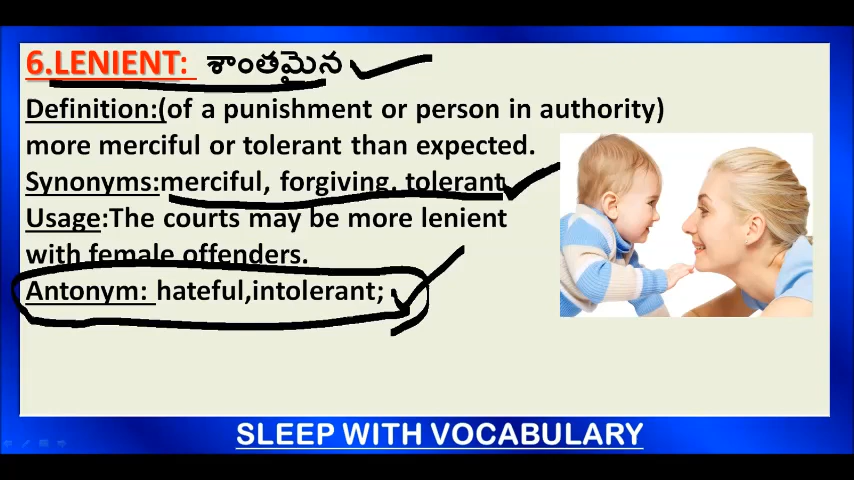 6.LENIENT: శాంతమైన
Definition:(of a punishment or person in authority)
more merciful or tolerant than expected.
Synonyms:merciful, forgiving, tolerant
Usage:The courts may be more lenient
with female offenders.
Antonym: hateful,intolerant;
SLEEP WITH VOCABULARY